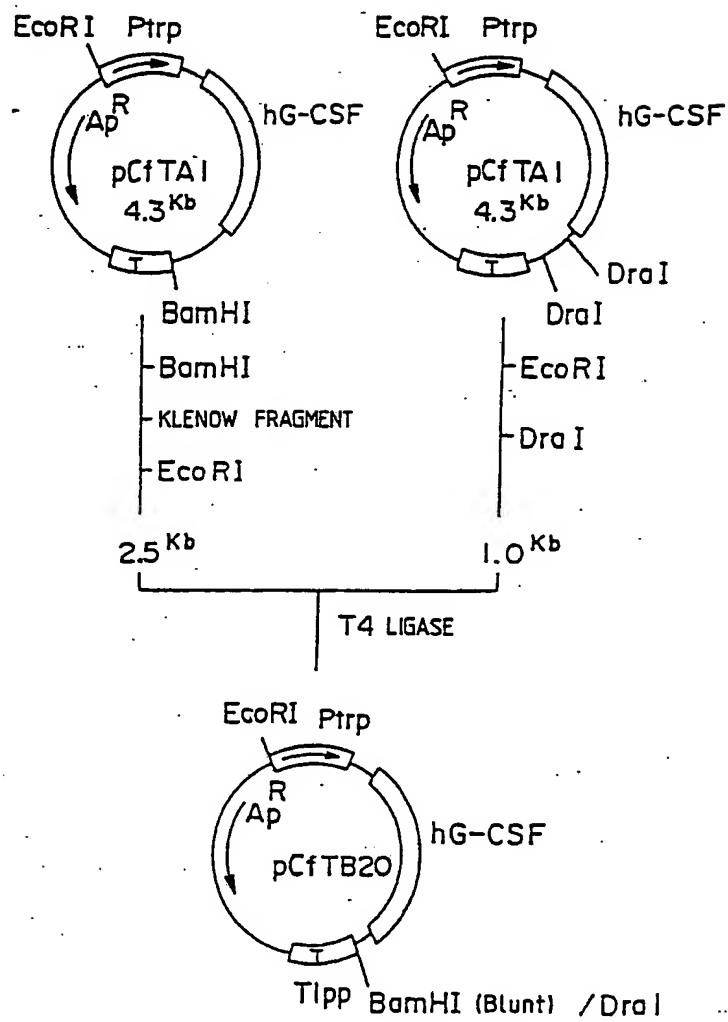 EcoRI Ptrp
EcoRI Ptrp
Ap^R
hG-CSF
Ap^R
hG-CSF
pCfTA1
4.3 Kb
pCfTA1
4.3 Kb
T
T
DraI
BamHI
DraI
BamHI
EcoRI
KLENOW FRAGMENT
DraI
EcoRI
2.5 Kb
1.0 Kb
T4 LIGASE
EcoRI Ptrp
Ap^R
hG-CSF
pCfTB20
T
Tlpp BamHI (Blunt) / DraI